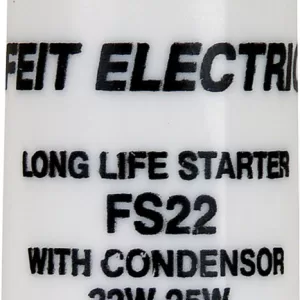 FEIT ELECTRIC
LONG LIFE STARTER
FS22
WITH CONDENSOR